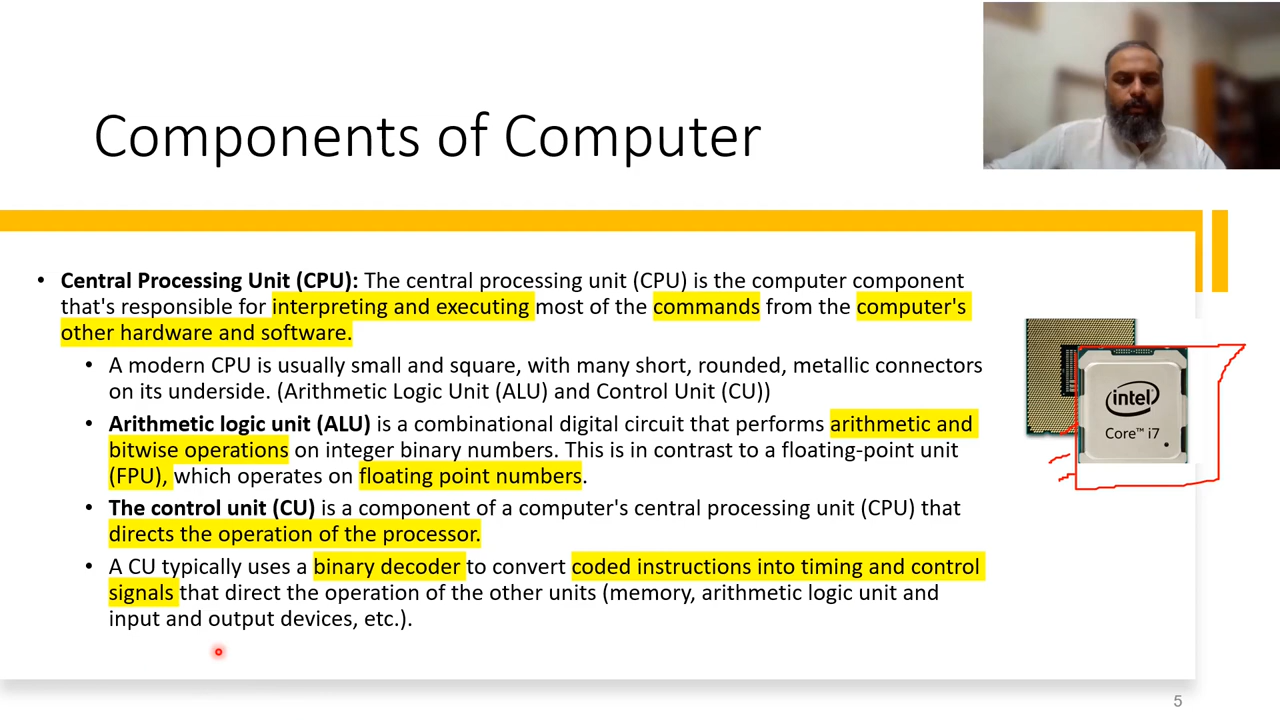 Components of Computer
• Central Processing Unit (CPU): The central processing unit (CPU) is the computer component
that's responsible for interpreting and executing most of the commands from the computer's
other hardware and software.
• A modern CPU is usually small and square, with many short, rounded, metallic connectors
on its underside. (Arithmetic Logic Unit (ALU) and Control Unit (CU))
• Arithmetic logic unit (ALU) is a combinational digital circuit that performs arithmetic and
bitwise operations on integer binary numbers. This is in contrast to a floating-point unit
(FPU), which operates on floating point numbers.
• The control unit (CU) is a component of a computer's central processing unit (CPU) that
directs the operation of the processor.
• A CU typically uses a binary decoder to convert coded instructions into timing and control
signals that direct the operation of the other units (memory, arithmetic logic unit and
input and output devices, etc.).
intel
Core™ i7
5